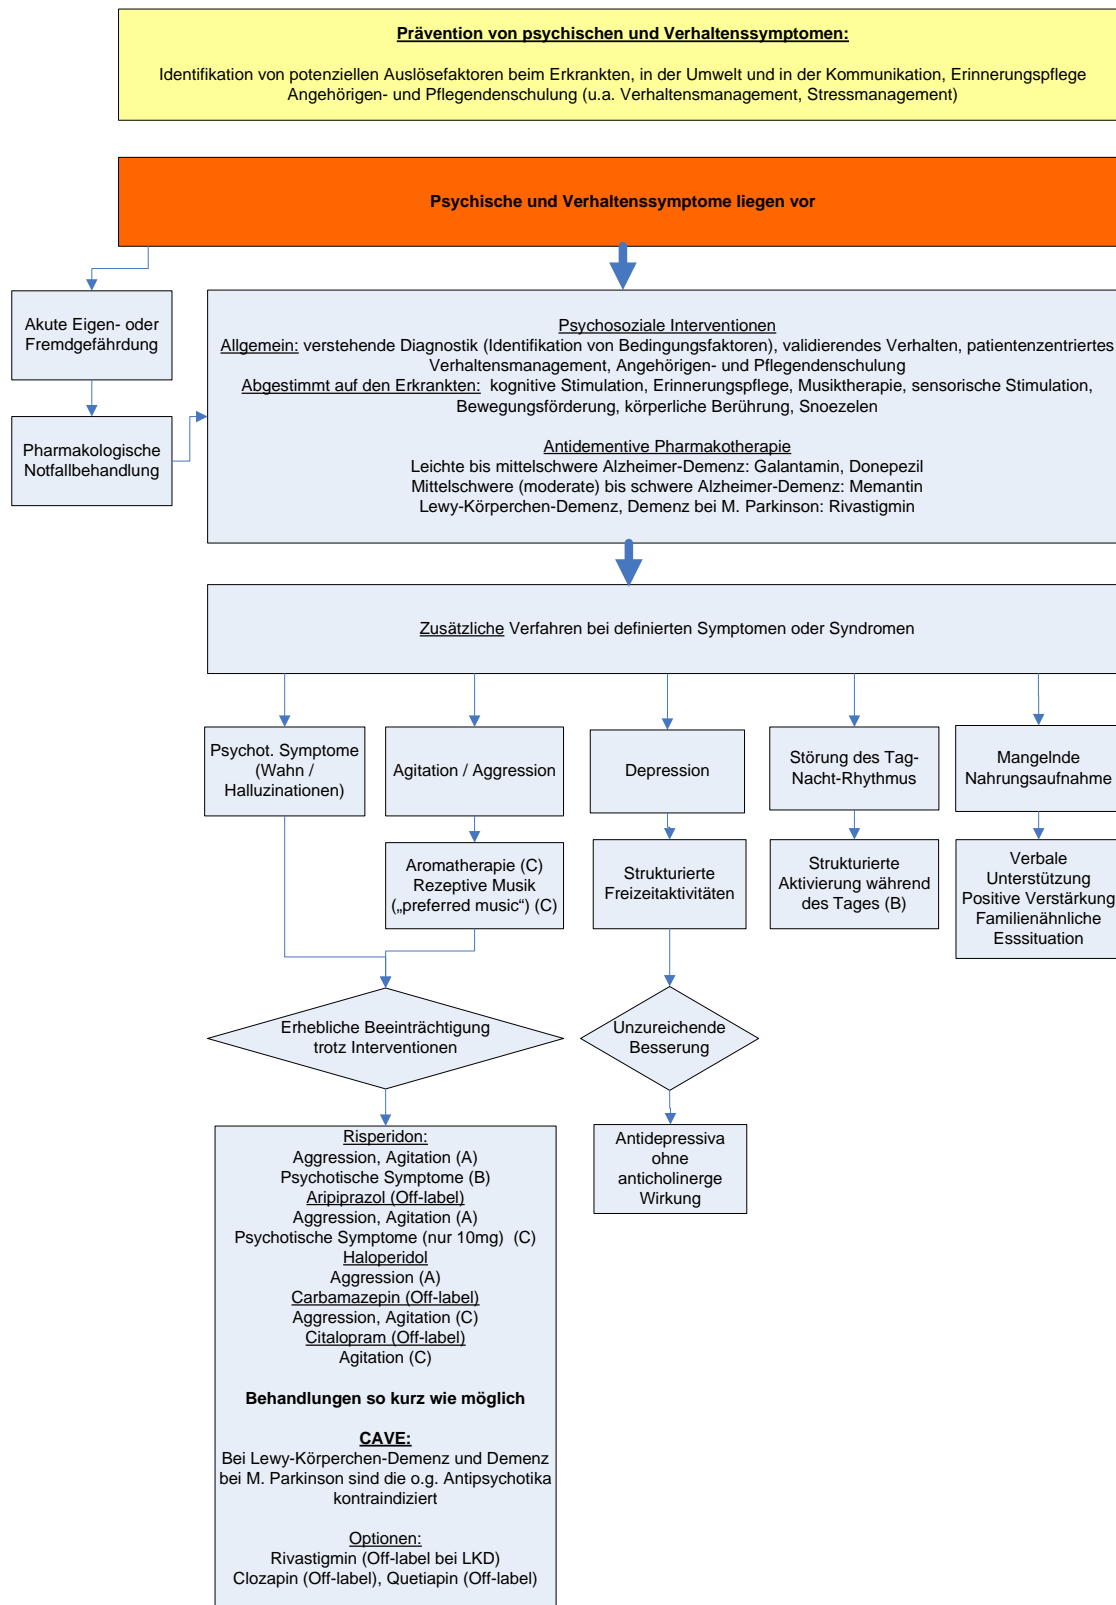 Prävention von psychischen und Verhaltenssymptomen:
Identifikation von potenziellen Auslösefaktoren beim Erkrankten, in der Umwelt und in der Kommunikation, Erinnerungspflege
Angehörigen- und Pflegendenschulung (u.a. Verhaltensmanagement, Stressmanagement)
Psychische und Verhaltenssymptome liegen vor
Akute Eigen- oder
Fremdgefährdung
Pharmakologische
Notfallbehandlung
Psychosoziale Interventionen
Allgemein: verstehende Diagnostik (Identifikation von Bedingungsfaktoren), validierendes Verhalten, patientenzentriertes
Verhaltensmanagement, Angehörigen- und Pflegendenschulung
Abgestimmt auf den Erkrankten: kognitive Stimulation, Erinnerungspflege, Musiktherapie, sensorische Stimulation,
Bewegungsförderung, körperliche Berührung, Snoezelen
Antidementive Pharmakotherapie
Leichte bis mittelschwere Alzheimer-Demenz: Galantamin, Donepezil
Mittelschwere (moderate) bis schwere Alzheimer-Demenz: Memantin
Lewy-Körperchen-Demenz, Demenz bei M. Parkinson: Rivastigmin
Zusätzliche Verfahren bei definierten Symptomen oder Syndromen
Psychot. Symptome
(Wahn /
Halluzinationen)
Agitation / Aggression
Depression
Störung des Tag-
Nacht-Rhythmus
Mangelnde
Nahrungsaufnahme
Aromatherapie (C)
Rezeptive Musik
(„preferred music“) (C)
Strukturierte
Freizeitaktivitäten
Strukturierte
Aktivierung während
des Tages (B)
Verbale
Unterstützung
Positive Verstärkung
Familienähnliche
Esssituation
Erhebliche Beeinträchtigung
trotz Interventionen
Unzureichende
Besserung
Risperidon:
Aggression, Agitation (A)
Psychotische Symptome (B)
Aripiprazol (Off-label)
Aggression, Agitation (A)
Psychotische Symptome (nur 10mg) (C)
Haloperidol
Aggression (A)
Carbamazepin (Off-label)
Aggression, Agitation (C)
Citalopram (Off-label)
Agitation (C)
Behandlungen so kurz wie möglich
CAVE:
Bei Lewy-Körperchen-Demenz und Demenz
bei M. Parkinson sind die o.g. Antipsychotika
kontraindiziert
Optionen:
Rivastigmin (Off-label bei LKD)
Clozapin (Off-label), Quetiapin (Off-label)
Antidepressiva
ohne
anticholinerge
Wirkung